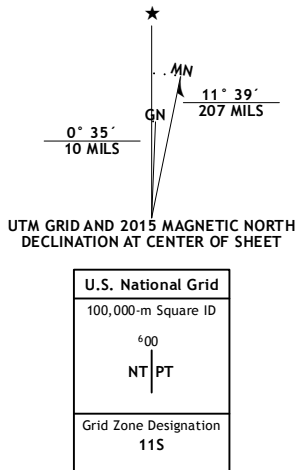 ★
MN
11° 39´
207 MILS
GN
0° 35´
10 MILS
UTM GRID AND 2015 MAGNETIC NORTH
DECLINATION AT CENTER OF SHEET
U.S. National Grid
100,000-m Square ID
⁶00
NT PT
Grid Zone Designation
11S